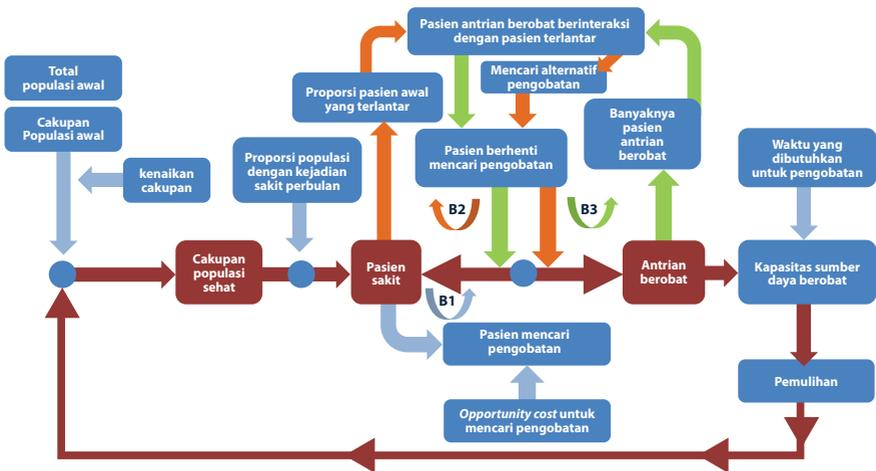 Pasien antrian berobat berinteraksi
dengan pasien terlantar
Total
populasi awal
Mencari alternatif
pengobatan
Proporsi pasien awal
yang terlantar
Cakupan
Populasi awal
Banyaknya
pasien
antrian
berobat
Waktu yang
dibutuhkan
untuk pengobatan
Pasien berhenti
mencari pengobatan
Proporsi populasi
dengan kejadian
sakit perbulan
kenaikan
cakupan
B2
B3
Cakupan
populasi
sehat
Pasien
sakit
Antrian
berobat
Kapasitas sumber
daya berobat
B1
Pasien mencari
pengobatan
Pemulihan
Opportunity cost untuk
mencari pengobatan